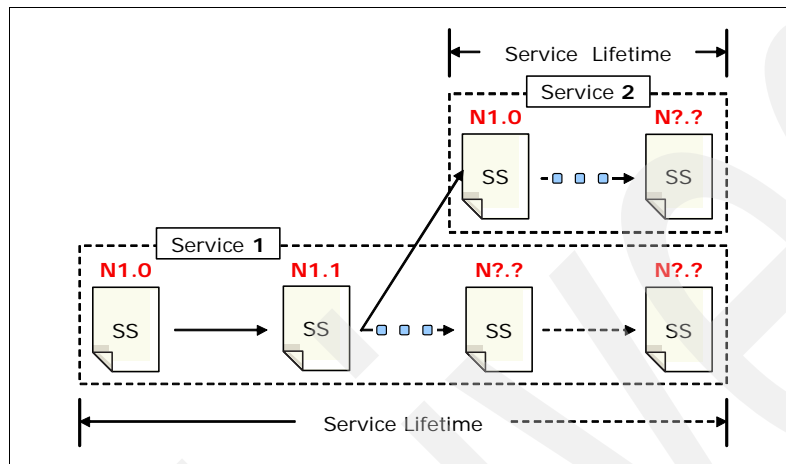 Service Lifetime
Service 2
N1.0 N?.?
SS SS
Service 1
N1.0 N1.1 N?.? N?.?
SS SS SS SS
Service Lifetime